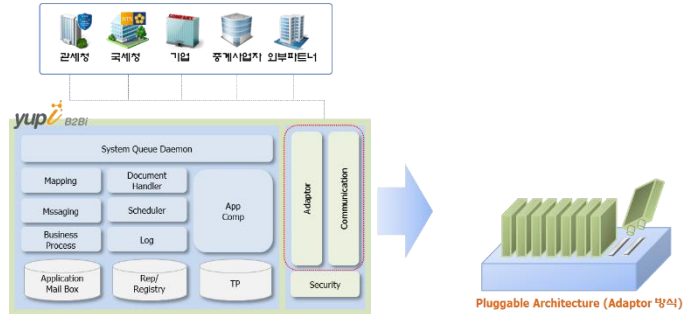 NTS
COMPANY
관세청
국세청
기업
중계사업자
외부파트너
yupi B2Bi
System Queue Daemon
Mapping
Document
Handler
App
Comp
Mssaging
Scheduler
Business
Process
Log
Application
Mail Box
Rep/
Registry
TP
Adaptor
Communication
Security
Pluggable Architecture (Adaptor 방식)